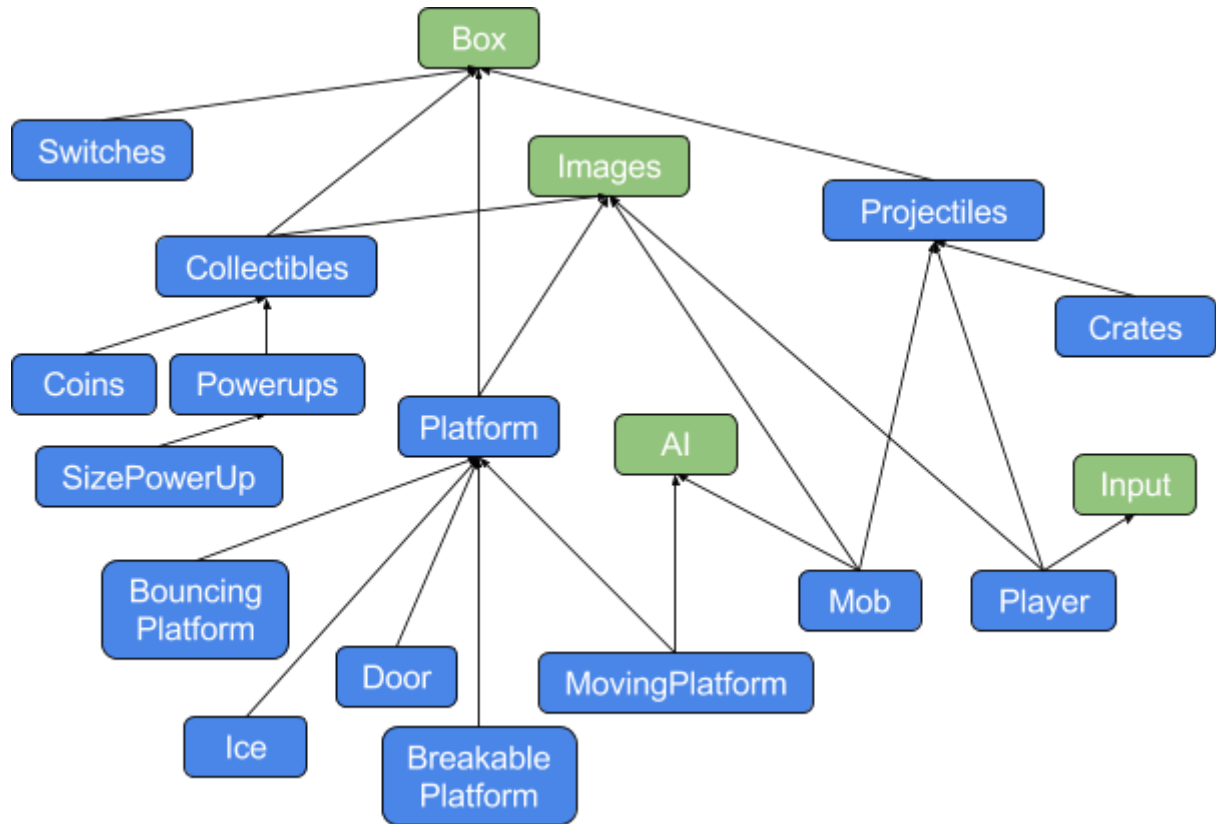 Box
Switches
Images
Projectiles
Collectibles
Crates
Coins
Powerups
Platform
AI
SizePowerUp
Input
Bouncing
Platform
Mob
Player
Door
MovingPlatform
Ice
Breakable
Platform